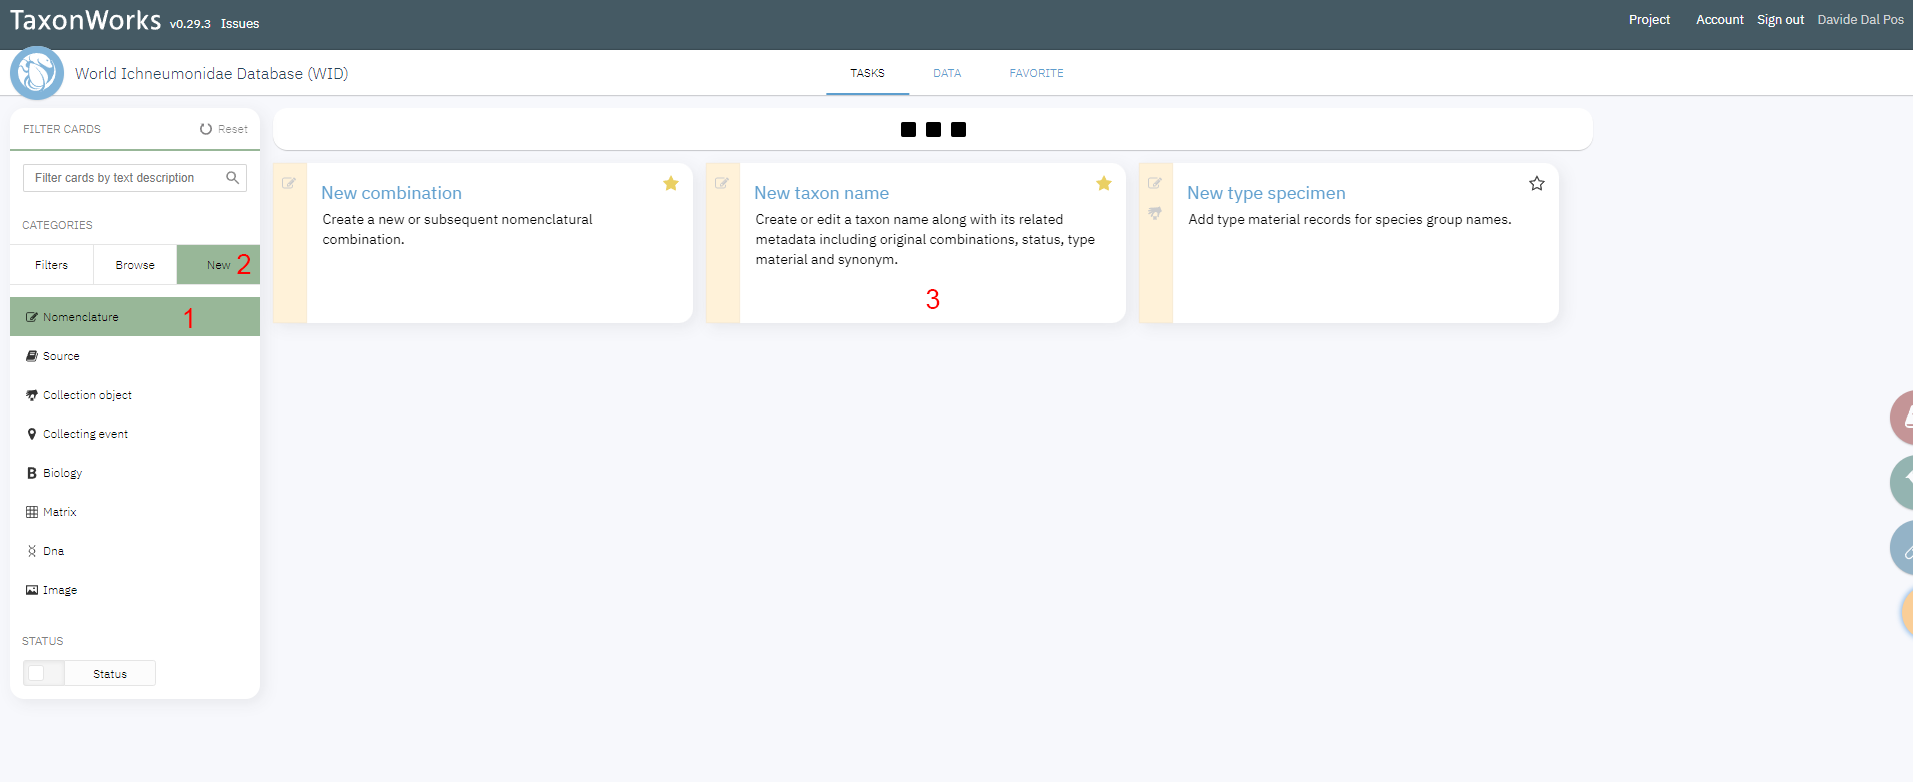 TaxonWorks v0.29.3 Issues
Project Account Sign out Davide Dal Pos
World Ichneumonidae Database (WID)
TASKS DATA FAVORITE
FILTER CARDS Reset
Filter cards by text description
CATEGORIES
Filters Browse New 2
Nomenclature 1
Source
Collection object
Collecting event
B Biology
Matrix
Dna
Image
STATUS
Status
New combination
Create a new or subsequent nomenclatural
combination.
New taxon name
Create or edit a taxon name along with its related
metadata including original combinations, status, type
material and synonym.
3
New type specimen
Add type material records for species group names.